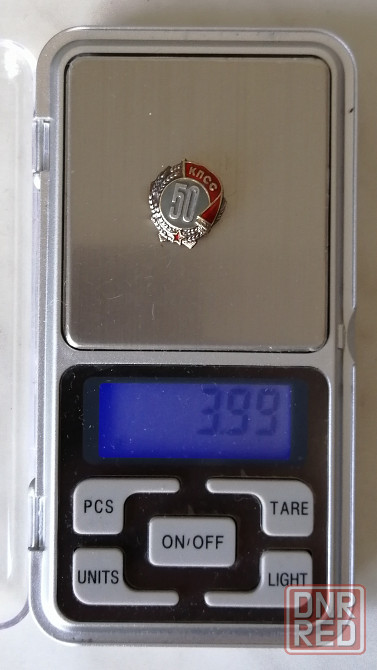 КПСС
50
3.99
PCS
TARE
ON/OFF
UNITS
LIGHT
DNR
RED